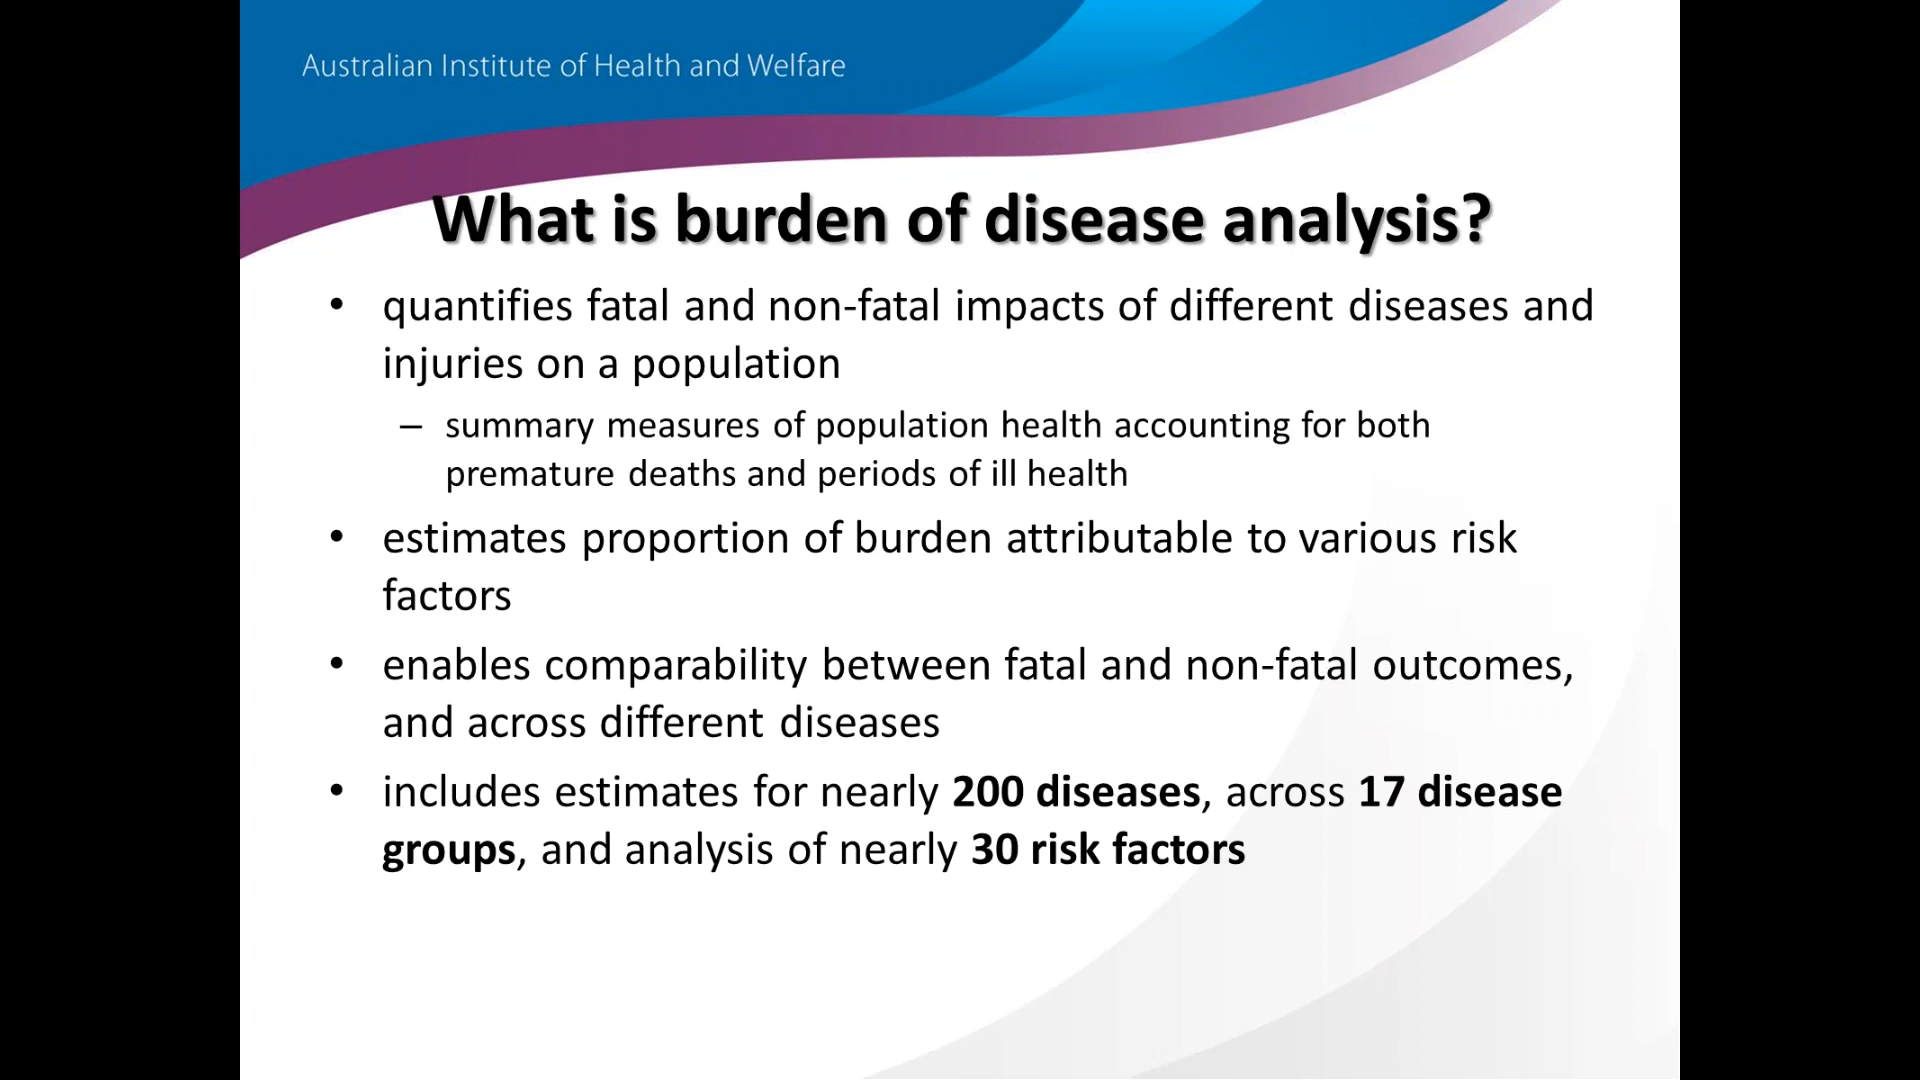 Australian Institute of Health and Welfare
What is burden of disease analysis?
• quantifies fatal and non-fatal impacts of different diseases and
injuries on a population
– summary measures of population health accounting for both
premature deaths and periods of ill health
• estimates proportion of burden attributable to various risk
factors
• enables comparability between fatal and non-fatal outcomes,
and across different diseases
• includes estimates for nearly 200 diseases, across 17 disease
groups, and analysis of nearly 30 risk factors